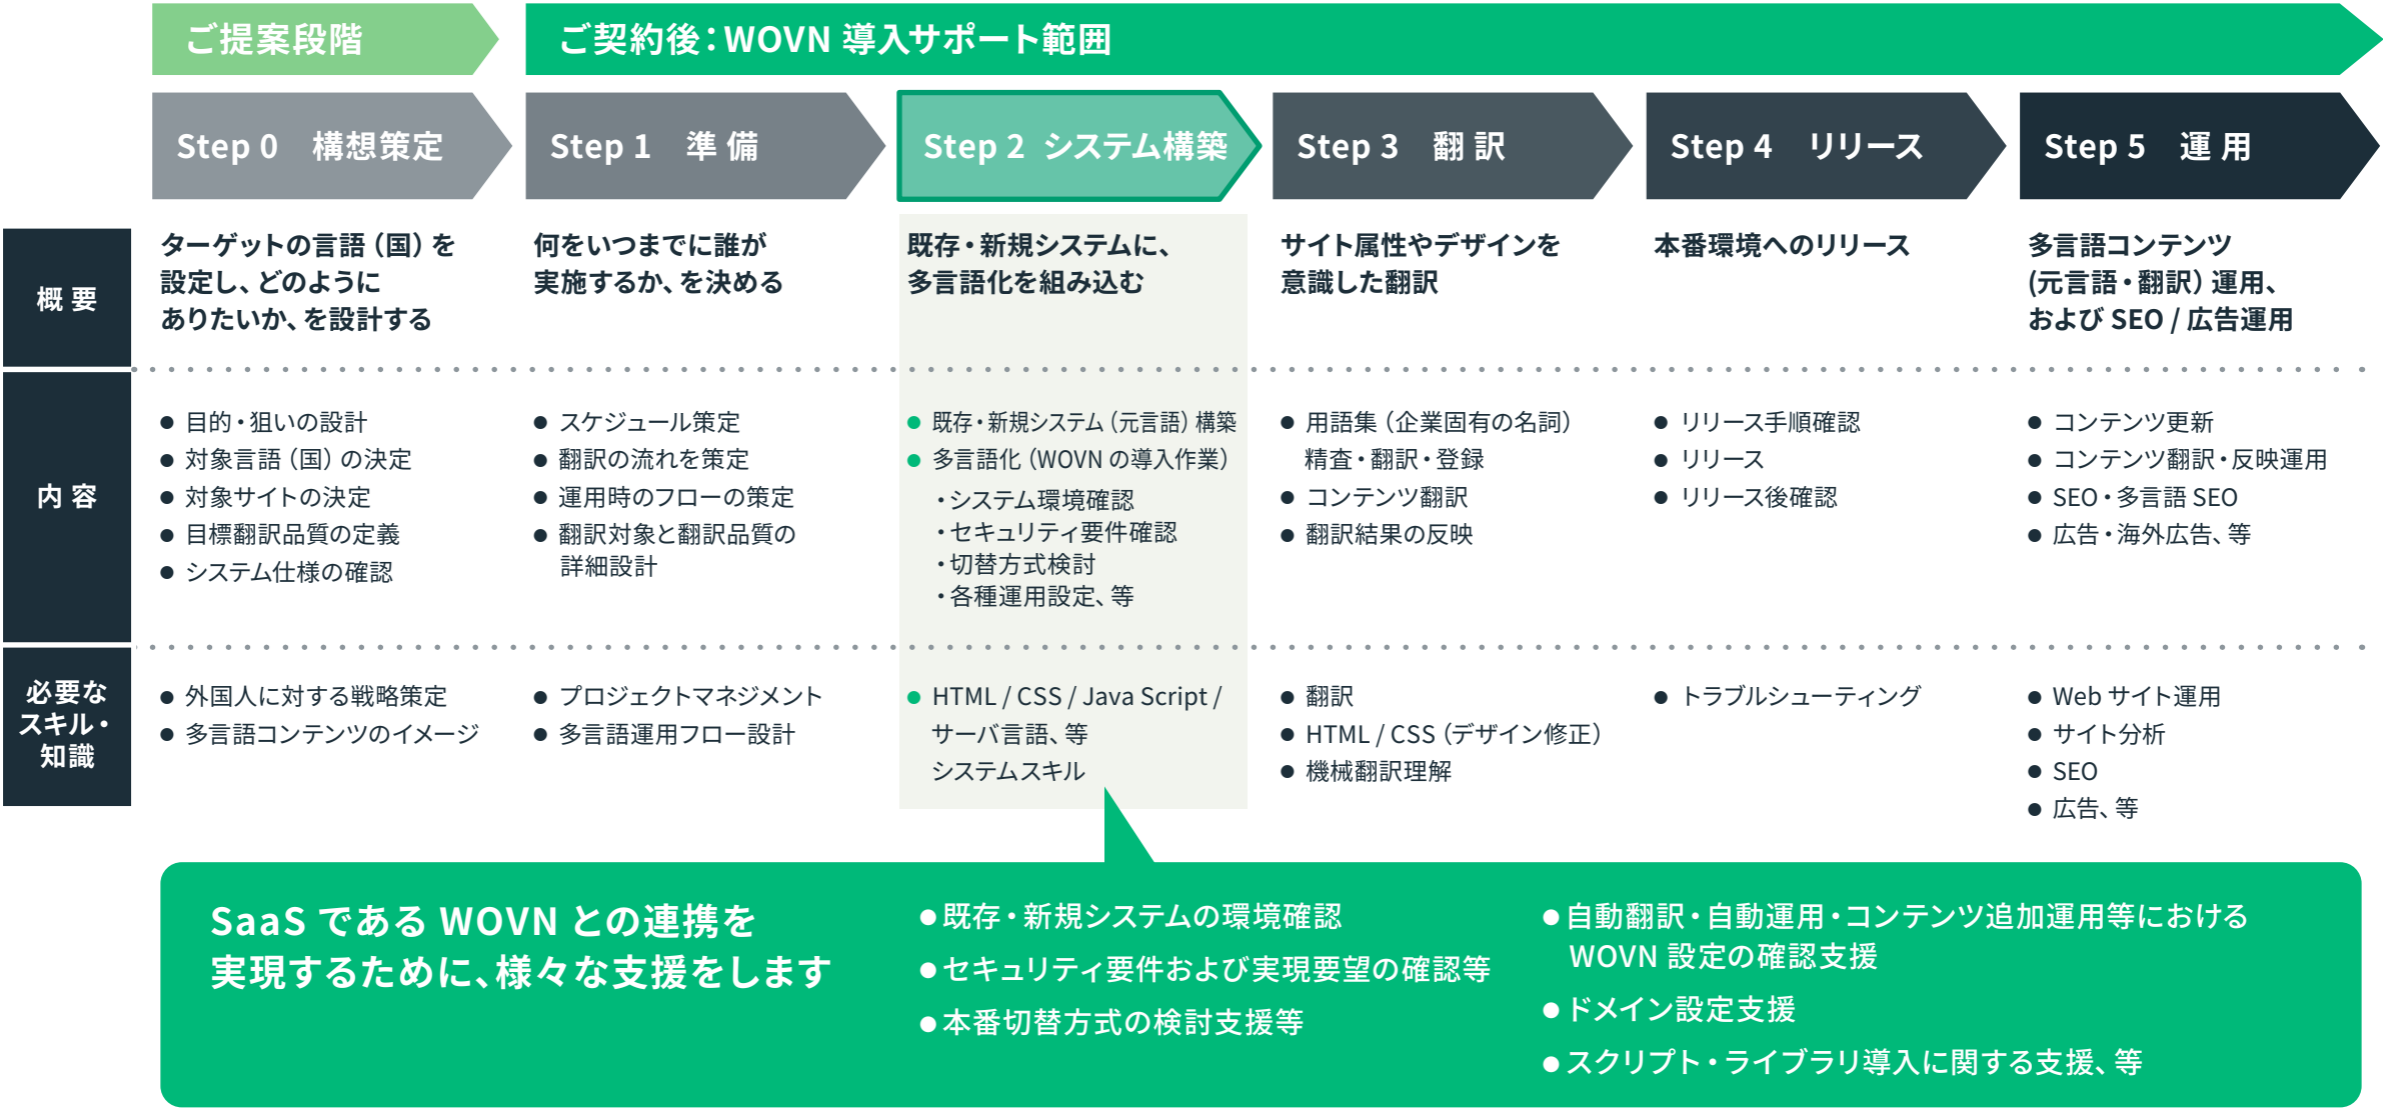 ご提案段階
ご契約後：WOVN 導入サポート範囲
Step 0 構想策定
Step 1 準 備
Step 2 システム構築
Step 3 翻 訳
Step 4 リリース
Step 5 運 用
概 要
ターゲットの言語（国）を
設定し、どのように
ありたいか、を設計する
何をいつまでに誰が
実施するか、を決める
既存・新規システムに、
多言語化を組み込む
サイト属性やデザインを
意識した翻訳
本番環境へのリリース
多言語コンテンツ
(元言語・翻訳）運用、
および SEO / 広告運用
内 容
● 目的・狙いの設計
● 対象言語（国）の決定
● 対象サイトの決定
● 目標翻訳品質の定義
● システム仕様の確認
● スケジュール策定
● 翻訳の流れを策定
● 運用時のフローの策定
● 翻訳対象と翻訳品質の
詳細設計
● 既存・新規システム（元言語）構築
● 多言語化（WOVN の導入作業）
・システム環境確認
・セキュリティ要件確認
・切替方式検討
・各種運用設定、等
● 用語集（企業固有の名詞）
精査・翻訳・登録
● コンテンツ翻訳
● 翻訳結果の反映
● リリース手順確認
● リリース
● リリース後確認
● コンテンツ更新
● コンテンツ翻訳・反映運用
● SEO・多言語 SEO
● 広告・海外広告、等
必要な
スキル・
知識
● 外国人に対する戦略策定
● 多言語コンテンツのイメージ
● プロジェクトマネジメント
● 多言語運用フロー設計
● HTML / CSS / Java Script /
サーバ言語、等
システムスキル
● 翻訳
● HTML / CSS（デザイン修正）
● 機械翻訳理解
● トラブルシューティング
● Web サイト運用
● サイト分析
● SEO
● 広告、等
SaaS である WOVN との連携を
実現するために、様々な支援をします
●既存・新規システムの環境確認
●セキュリティ要件および実現要望の確認等
●本番切替方式の検討支援等
●自動翻訳・自動運用・コンテンツ追加運用等における
WOVN 設定の確認支援
●ドメイン設定支援
●スクリプト・ライブラリ導入に関する支援、等